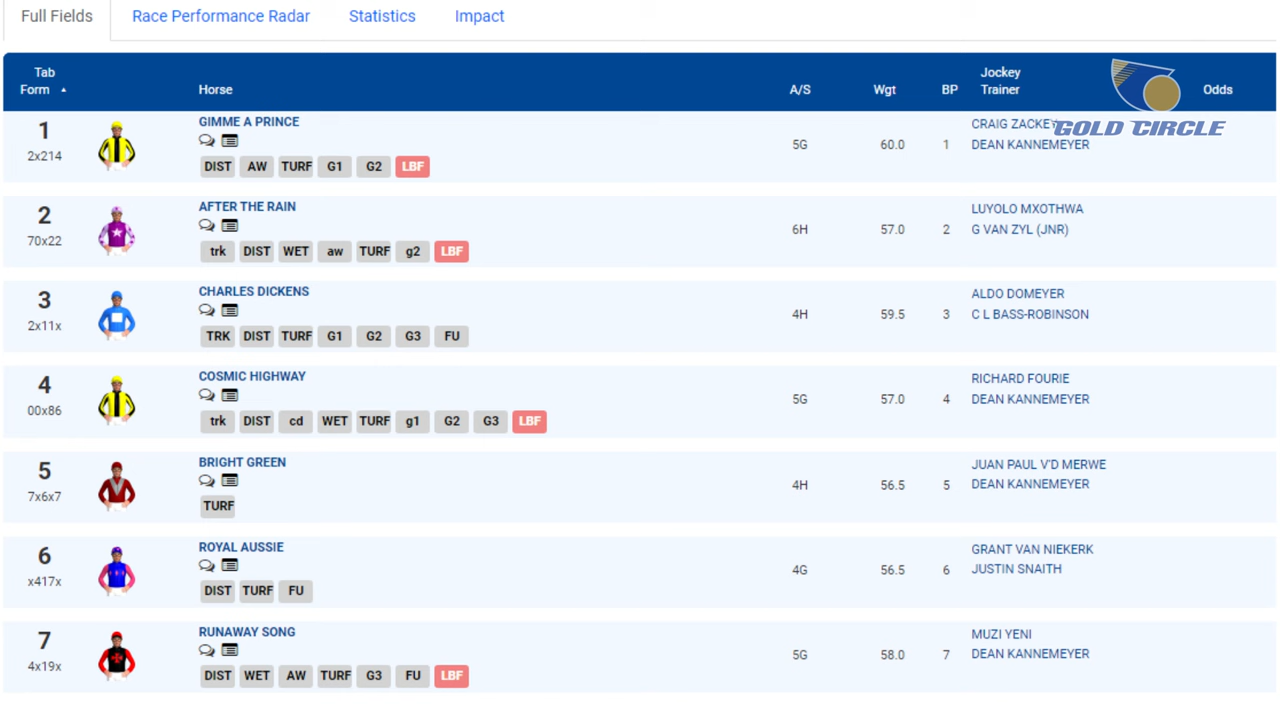 Full Fields Race Performance Radar Statistics Impact
Tab Form Horse A/S Wgt BP Jockey Trainer Odds
GOLD CIRCLE
1 GIMME A PRINCE CRAIG ZACKEY
2x214 5G 60.0 1 DEAN KANNEMEYER
DIST AW TURF G1 G2 LBF
2 AFTER THE RAIN LUYOLO MXOTHWA
70x22 6H 57.0 2 G VAN ZYL (JNR)
trk DIST WET aw TURF g2 LBF
3 CHARLES DICKENS ALDO DOMEYER
2x11x 4H 59.5 3 C L BASS-ROBINSON
TRK DIST TURF G1 G2 G3 FU
4 COSMIC HIGHWAY RICHARD FOURIE
00x86 5G 57.0 4 DEAN KANNEMEYER
trk DIST cd WET TURF g1 G2 G3 LBF
5 BRIGHT GREEN JUAN PAUL V'D MERWE
7x6x7 4H 56.5 5 DEAN KANNEMEYER
TURF
6 ROYAL AUSSIE GRANT VAN NIEKERK
x417x 4G 56.5 6 JUSTIN SNAITH
DIST TURF FU
7 RUNAWAY SONG MUZI YENI
4x19x 5G 58.0 7 DEAN KANNEMEYER
DIST WET AW TURF G3 FU LBF